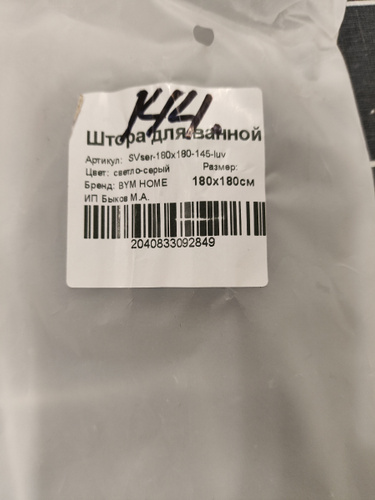 144.
Штора для ванной
Артикул: SVser-180x180-145-luv
Цвет: светло-серый Размер:
Бренд: BYM HOME 180x180см
ИП Быков М.А.
2040833092849